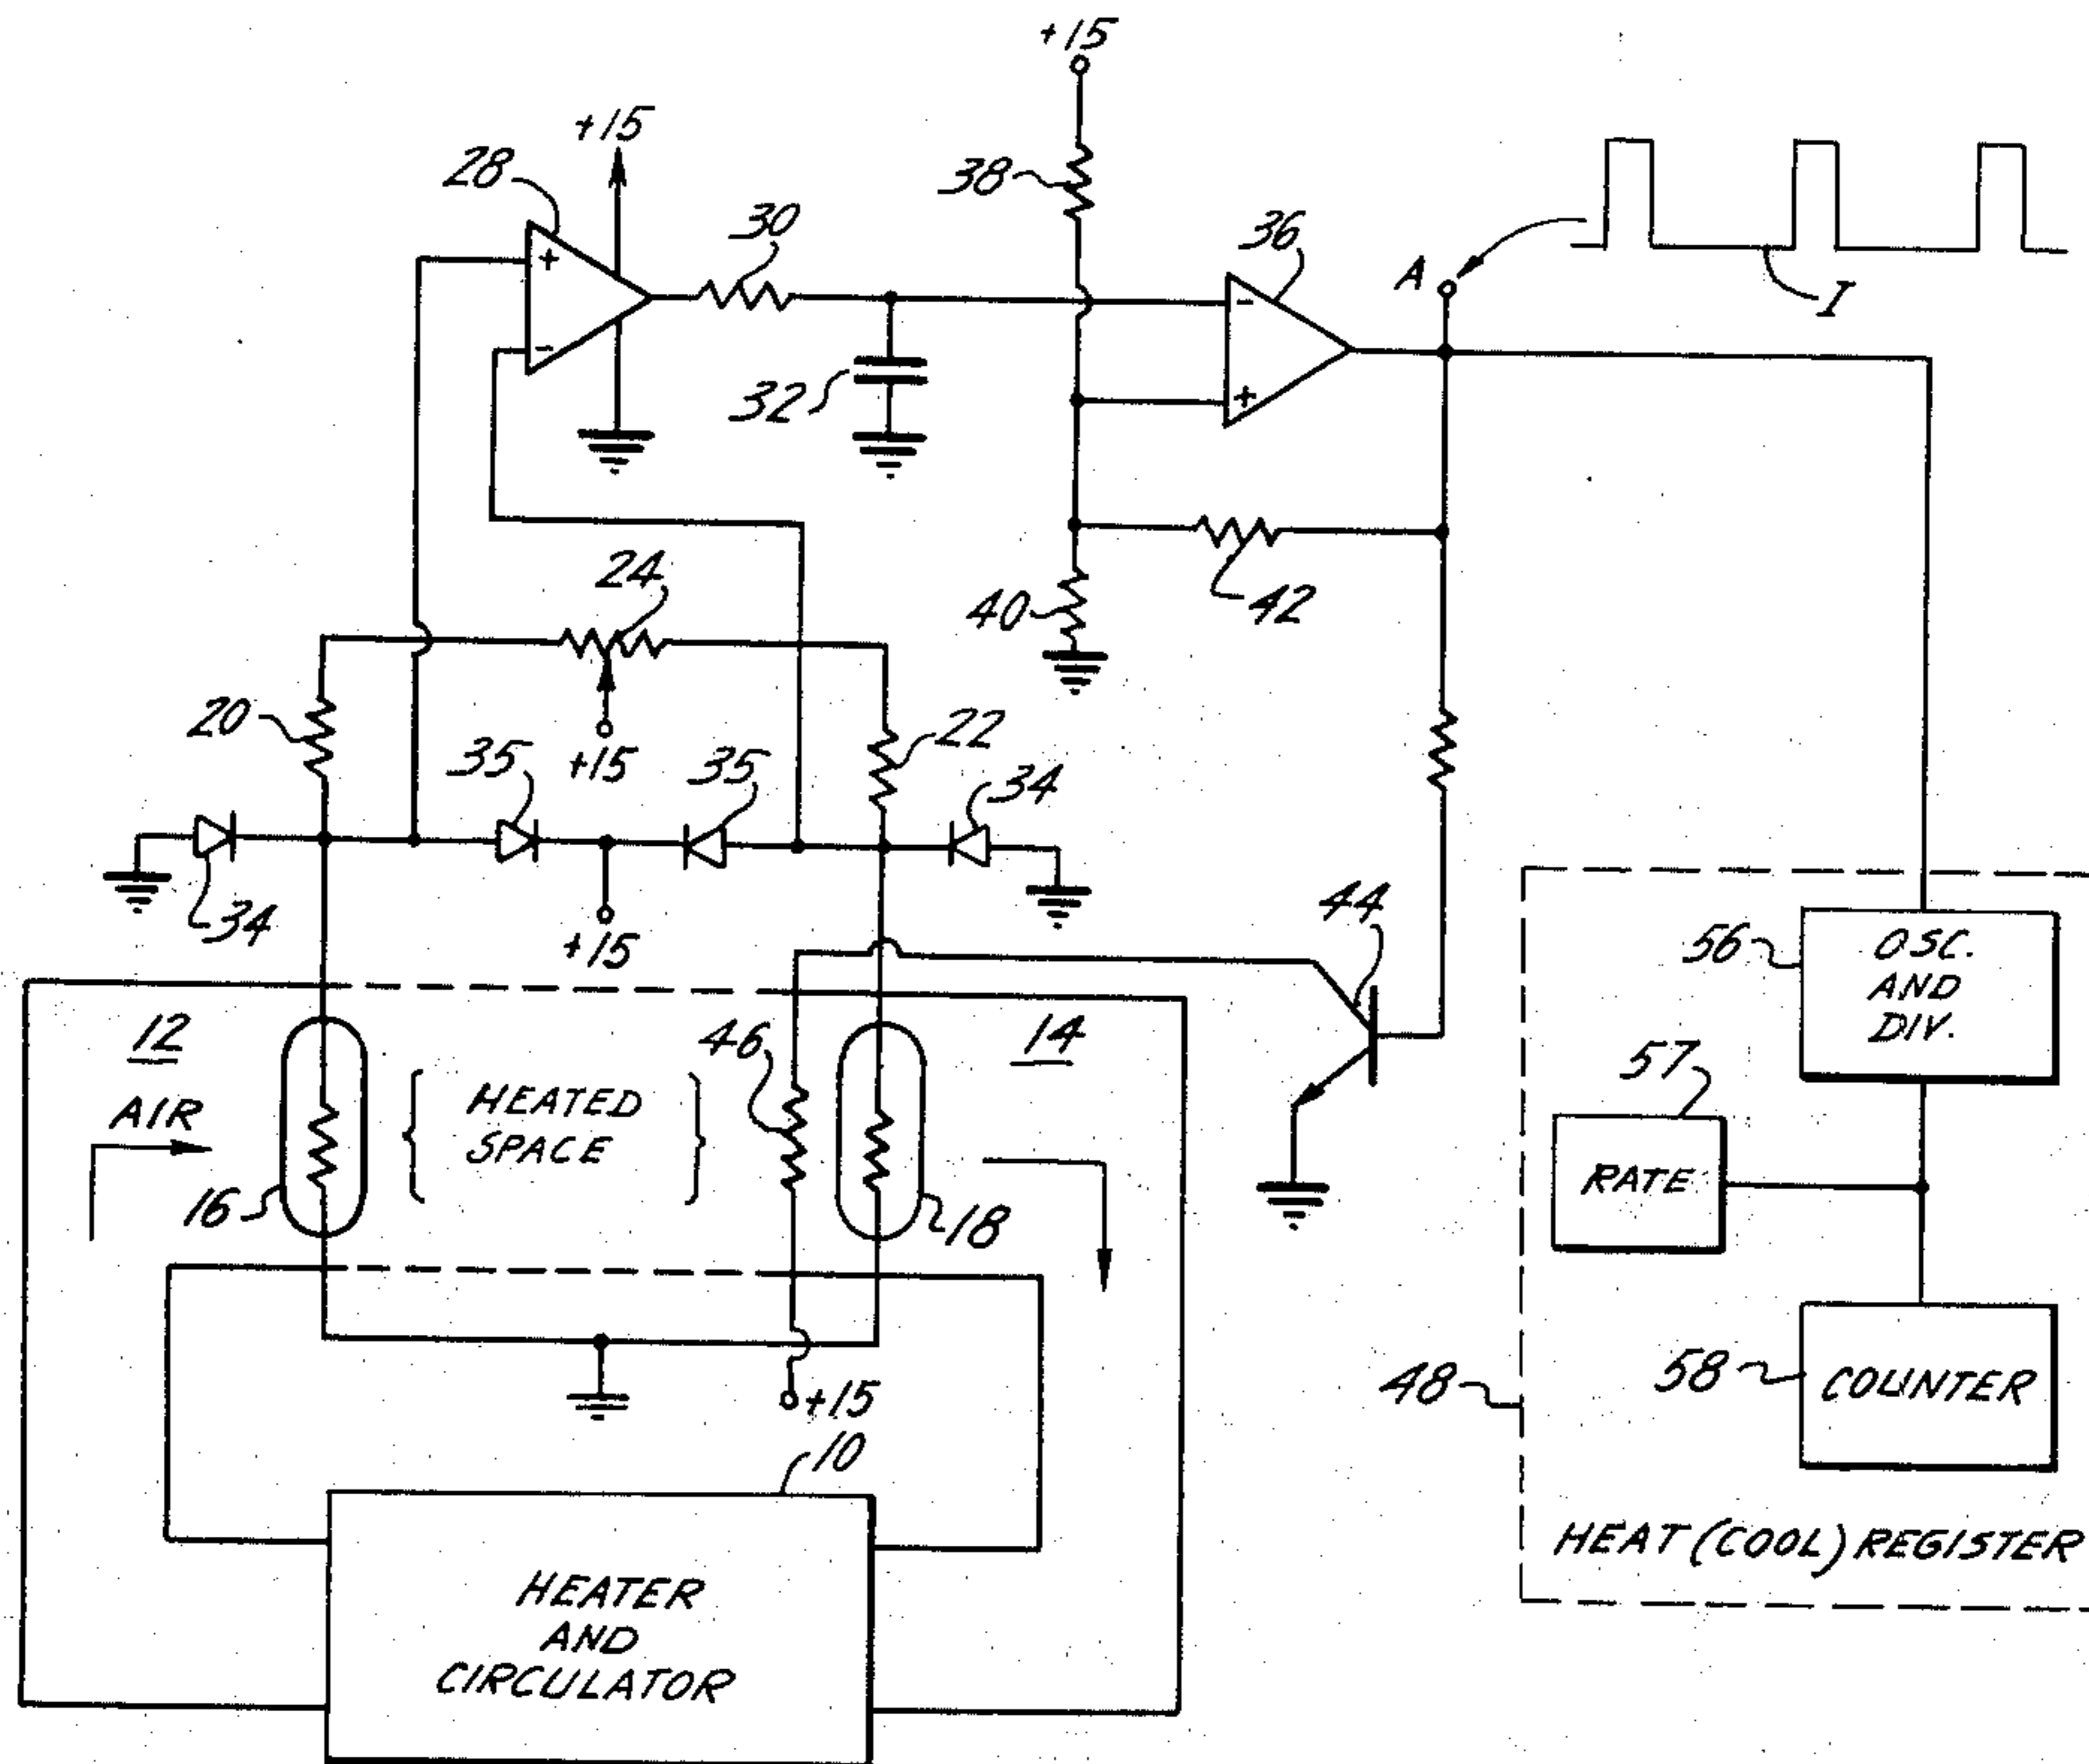 +15
+15
28
38
30
36
A
I
32
24
40
42
20
+15
22
35
35
34
34
+15
44
56
OSC.
AND
DIV.
12
46
14
57
AIR
{ HEATED
SPACE }
RATE
16
18
+15
48
58
COUNTER
10
HEATER
AND
CIRCULATOR
HEAT (COOL) REGISTER